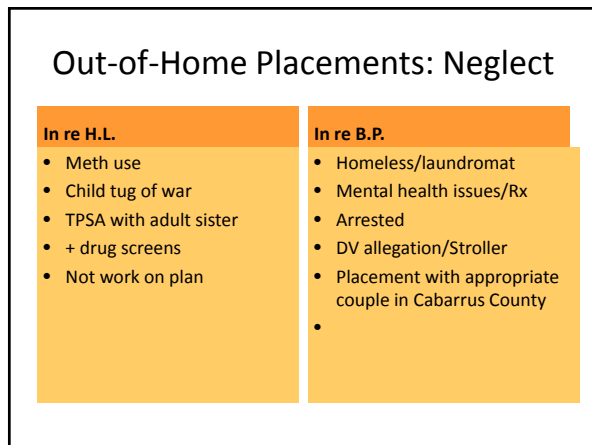 Out-of-Home Placements: Neglect
In re H.L.
• Meth use
• Child tug of war
• TPSA with adult sister
• + drug screens
• Not work on plan
In re B.P.
• Homeless/laundromat
• Mental health issues/Rx
• Arrested
• DV allegation/Stroller
• Placement with appropriate
couple in Cabarrus County
•